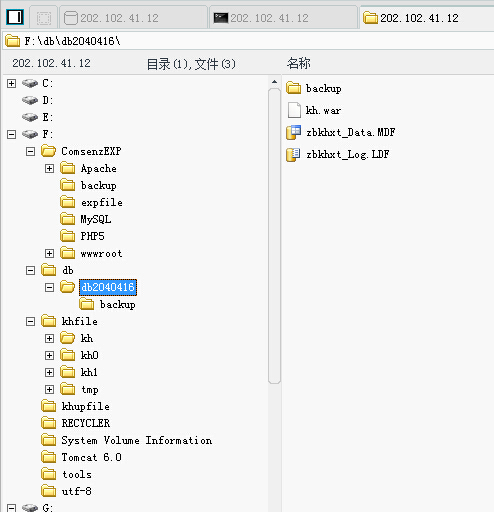 202.102.41.12 202.102.41.12 202.102.41.12
F:\db\db2040416\
202.102.41.12 目录(1),文件(3) 名称
C:
D:
E:
F:
ComsenzEXP
Apache
backup
expfile
MySQL
PHP5
wwwroot
db
db2040416
backup
khfile
kh
kh0
kh1
tmp
khupfile
RECYCLER
System Volume Information
Tomcat 6.0
tools
utf-8
G:
backup
kh.war
zbkhxt_Data.MDF
zbkhxt_Log.LDF